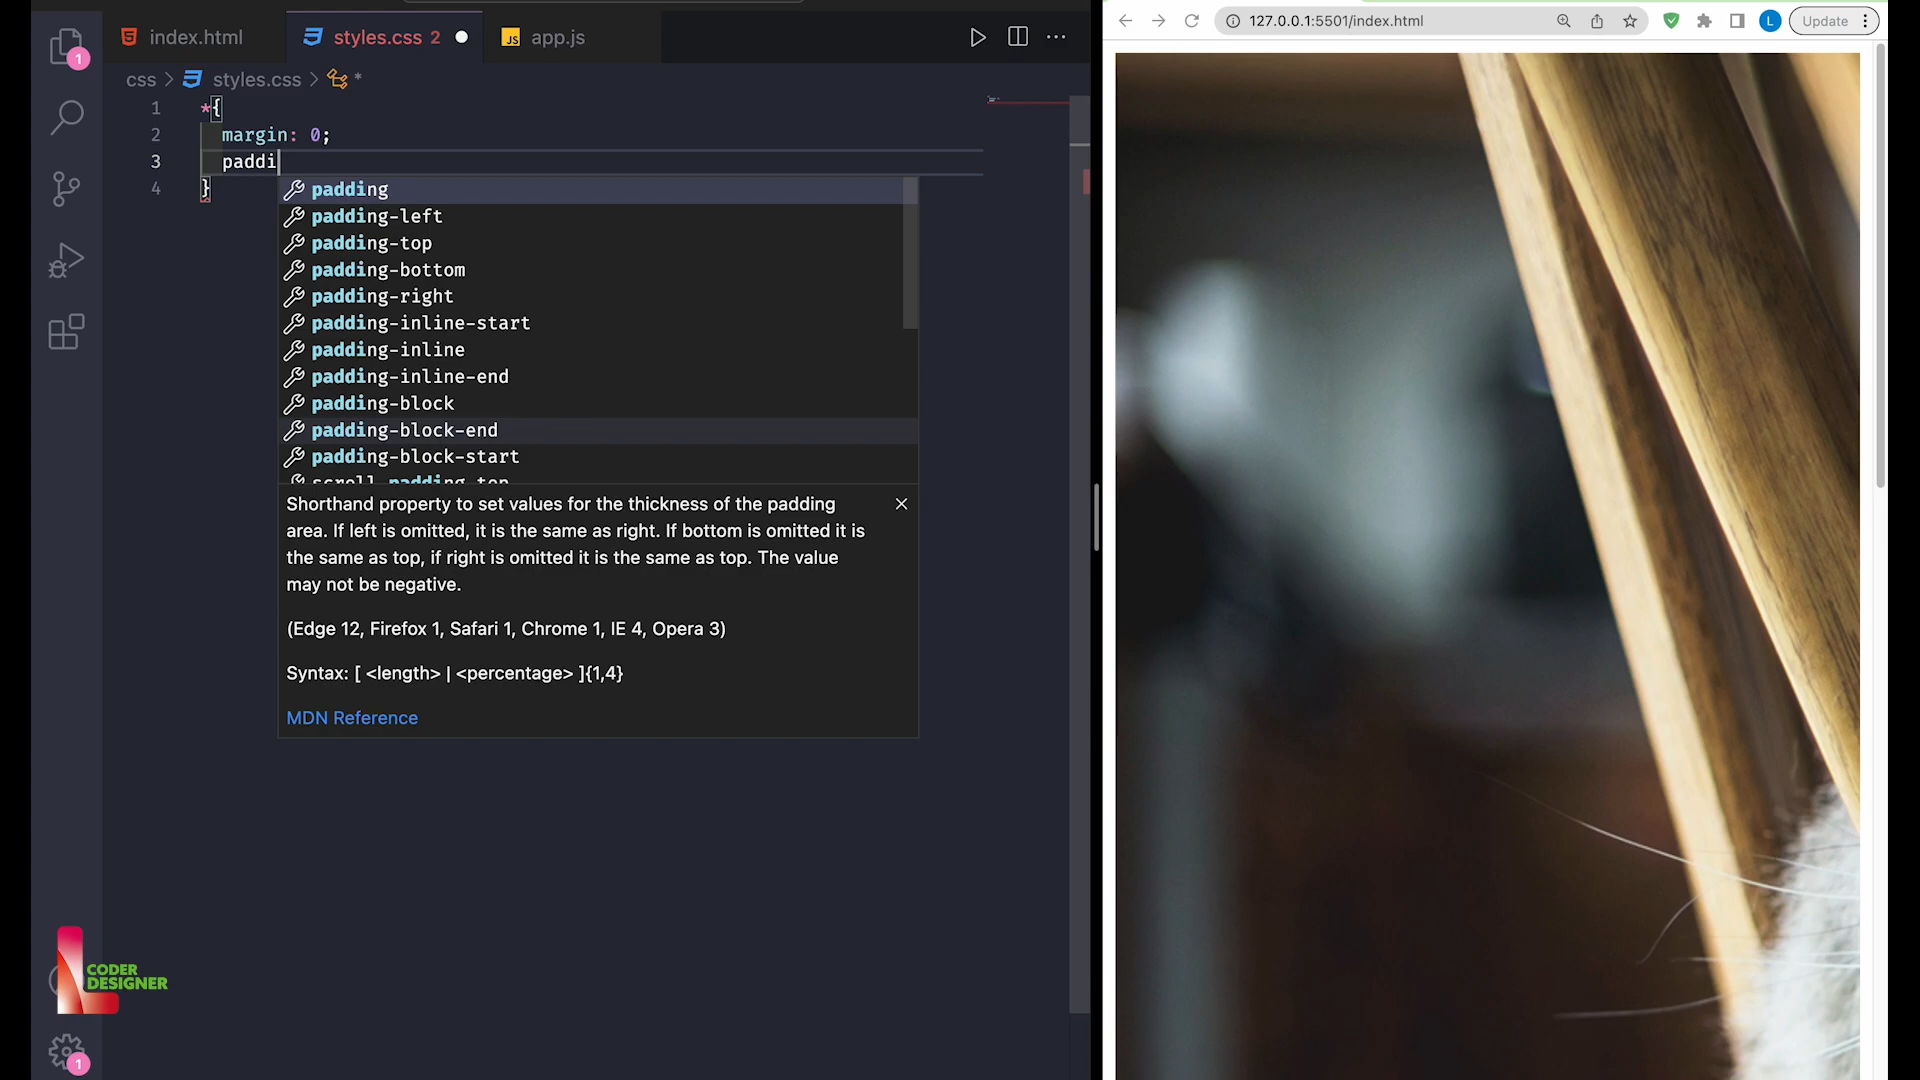 index.html
styles.css 2
JS app.js
127.0.0.1:5501/index.html
L
Update
1
css > styles.css > *
1 *{
2 margin: 0;
3 paddi
4 }
padding
padding-left
padding-top
padding-bottom
padding-right
padding-inline-start
padding-inline
padding-inline-end
padding-block
padding-block-end
padding-block-start
scroll-padding-top
Shorthand property to set values for the thickness of the padding
area. If left is omitted, it is the same as right. If bottom is omitted it is
the same as top, if right is omitted it is the same as top. The value
may not be negative.
(Edge 12, Firefox 1, Safari 1, Chrome 1, IE 4, Opera 3)
Syntax: [ <length> | <percentage> ]{1,4}
MDN Reference
CODER
DESIGNER
1